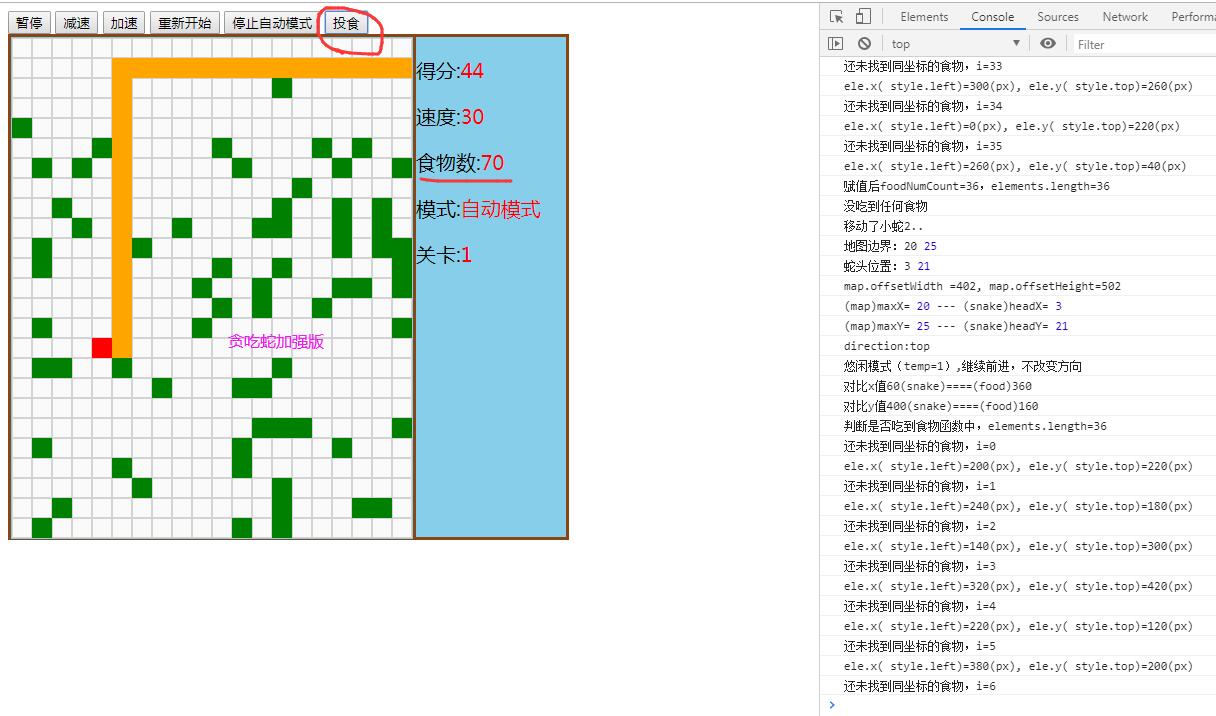 暂停 减速 加速 重新开始 停止自动模式 投食
得分:44
速度:30
食物数:70
模式:自动模式
关卡:1
贪吃蛇加强版
Elements Console Sources Network Performa
top Filter
还未找到同坐标的食物，i=33
ele.x( style.left)=300(px), ele.y( style.top)=260(px)
还未找到同坐标的食物，i=34
ele.x( style.left)=0(px), ele.y( style.top)=220(px)
还未找到同坐标的食物，i=35
ele.x( style.left)=260(px), ele.y( style.top)=40(px)
赋值后foodNumCount=36，elements.length=36
没吃到任何食物
移动了小蛇2..
地图边界: 20 25
蛇头位置: 3 21
map.offsetWidth =402, map.offsetHeight=502
(map)maxX= 20 --- (snake)headX= 3
(map)maxY= 25 --- (snake)headY= 21
direction:top
悠闲模式（temp=1）,继续前进，不改变方向
对比x值60(snake)====(food)360
对比y值400(snake)====(food)160
判断是否吃到食物函数中，elements.length=36
还未找到同坐标的食物，i=0
ele.x( style.left)=200(px), ele.y( style.top)=220(px)
还未找到同坐标的食物，i=1
ele.x( style.left)=240(px), ele.y( style.top)=180(px)
还未找到同坐标的食物，i=2
ele.x( style.left)=140(px), ele.y( style.top)=300(px)
还未找到同坐标的食物，i=3
ele.x( style.left)=320(px), ele.y( style.top)=420(px)
还未找到同坐标的食物，i=4
ele.x( style.left)=220(px), ele.y( style.top)=120(px)
还未找到同坐标的食物，i=5
ele.x( style.left)=380(px), ele.y( style.top)=200(px)
还未找到同坐标的食物，i=6